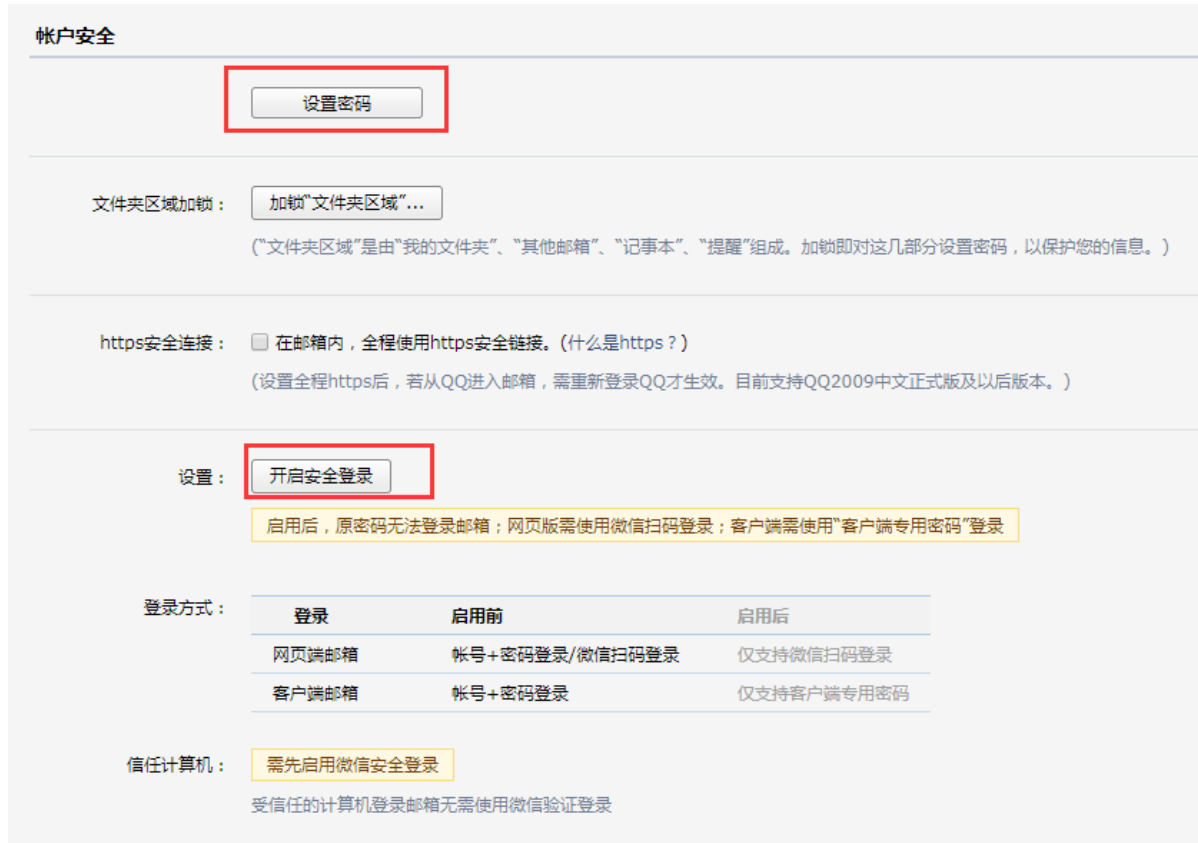 帐户安全
设置密码
文件夹区域加锁： 加锁“文件夹区域”...
(“文件夹区域”是由“我的文件夹”、“其他邮箱”、“记事本”、“提醒”组成。加锁即对这几部分设置密码，以保护您的信息。)
https安全连接： 在邮箱内，全程使用https安全链接。(什么是https？)
(设置全程https后，若从QQ进入邮箱，需重新登录QQ才生效。目前支持QQ2009中文正式版及以后版本。)
设置： 开启安全登录
启用后，原密码无法登录邮箱；网页版需使用微信扫码登录；客户端需使用“客户端专用密码”登录
登录方式： 登录 启用前 启用后
网页端邮箱 帐号+密码登录/微信扫码登录 仅支持微信扫码登录
客户端邮箱 帐号+密码登录 仅支持客户端专用密码
信任计算机： 需先启用微信安全登录
受信任的计算机登录邮箱无需使用微信验证登录